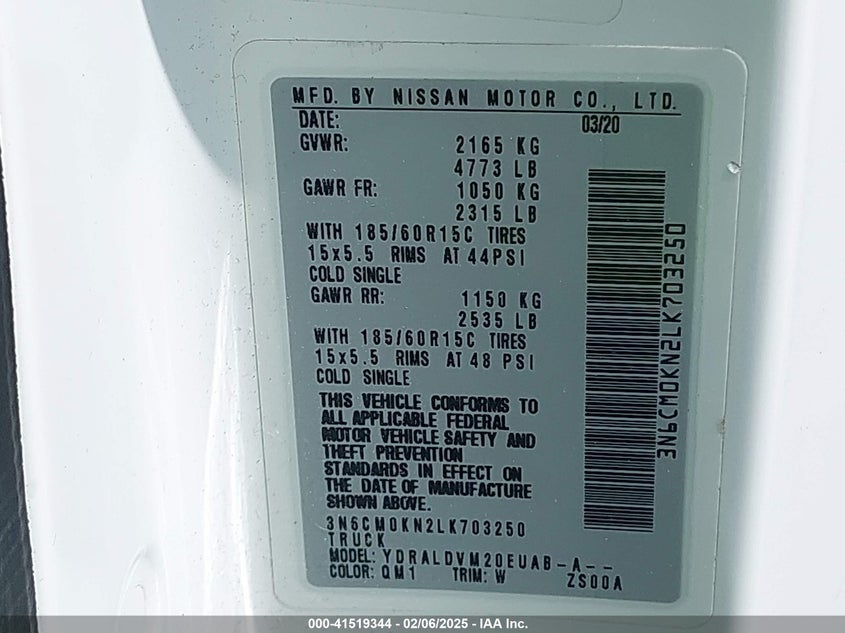 MFD. BY NISSAN MOTOR CO., LTD.
DATE: 03/20
GVWR: 2165 KG
4773 LB
GAWR FR: 1050 KG
2315 LB
WITH 185/60R15C TIRES
15x5.5 RIMS AT 44PSI
COLD SINGLE
GAWR RR: 1150 KG
2535 LB
WITH 185/60R15C TIRES
15x5.5 RIMS AT 48 PSI
COLD SINGLE
THIS VEHICLE CONFORMS TO
ALL APPLICABLE FEDERAL
MOTOR VEHICLE SAFETY AND
THEFT PREVENTION
STANDARDS IN EFFECT ON
THE DATE OF MANUFACTURE
SHOWN ABOVE.
3N6CM0KN2LK703250
TRUCK
MODEL: YDRALDVM20EUAB-A--
COLOR: QM1 TRIM: W ZS00A
3N6CM0KN2LK703250
000-41519344 / 02/06/2025 - IAA Inc.